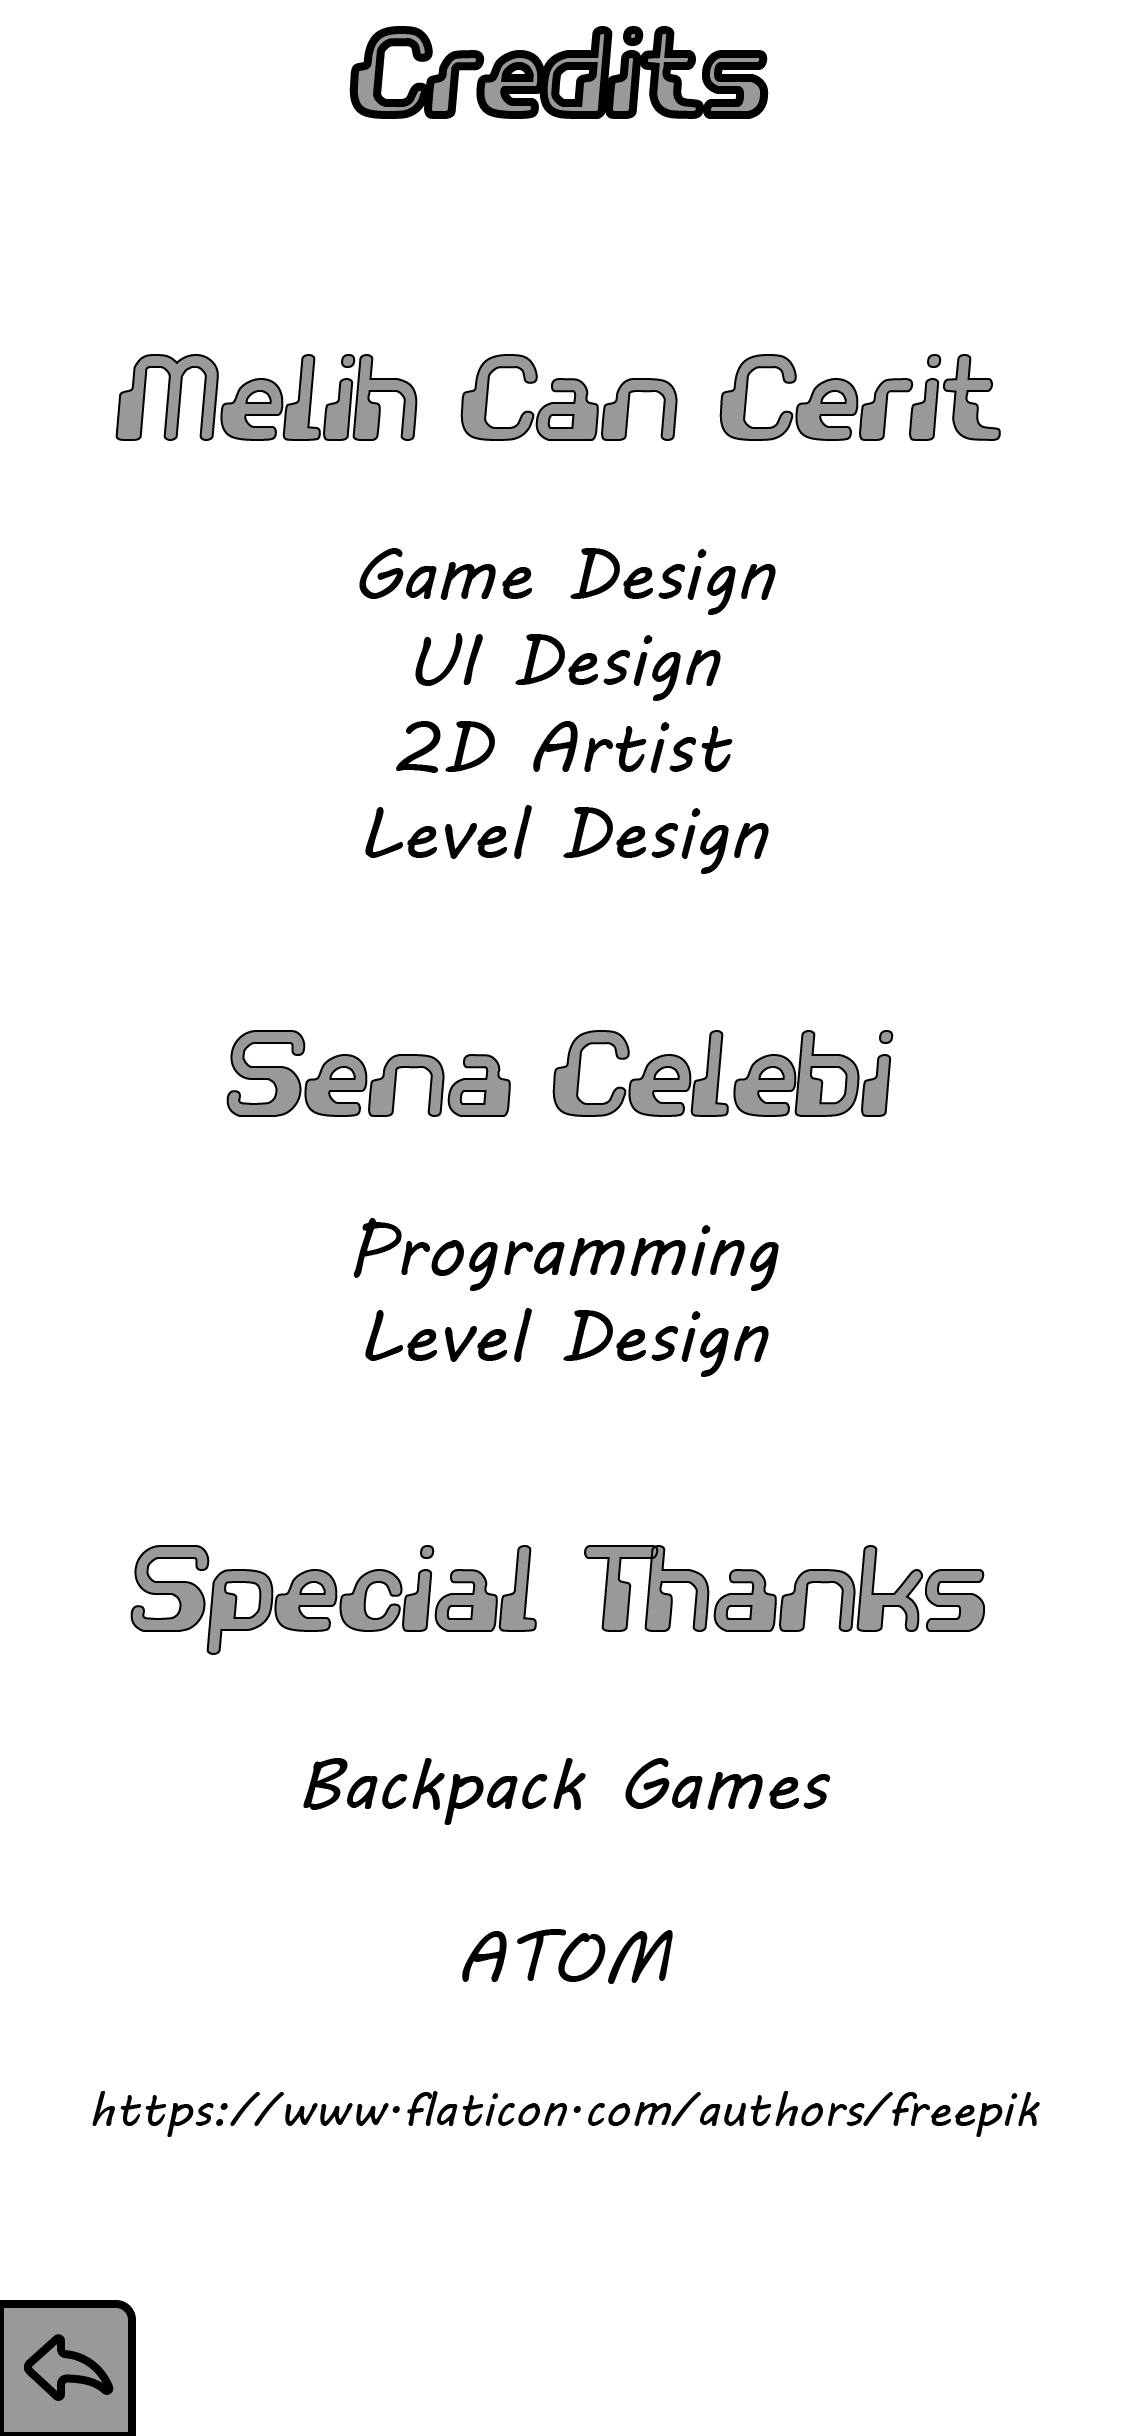 Credits
Melih Can Cerit
Game Design
UI Design
2D Artist
Level Design
Sena Celebi
Programming
Level Design
Special Thanks
Backpack Games
ATOM
https://www.flaticon.com/authors/freepik